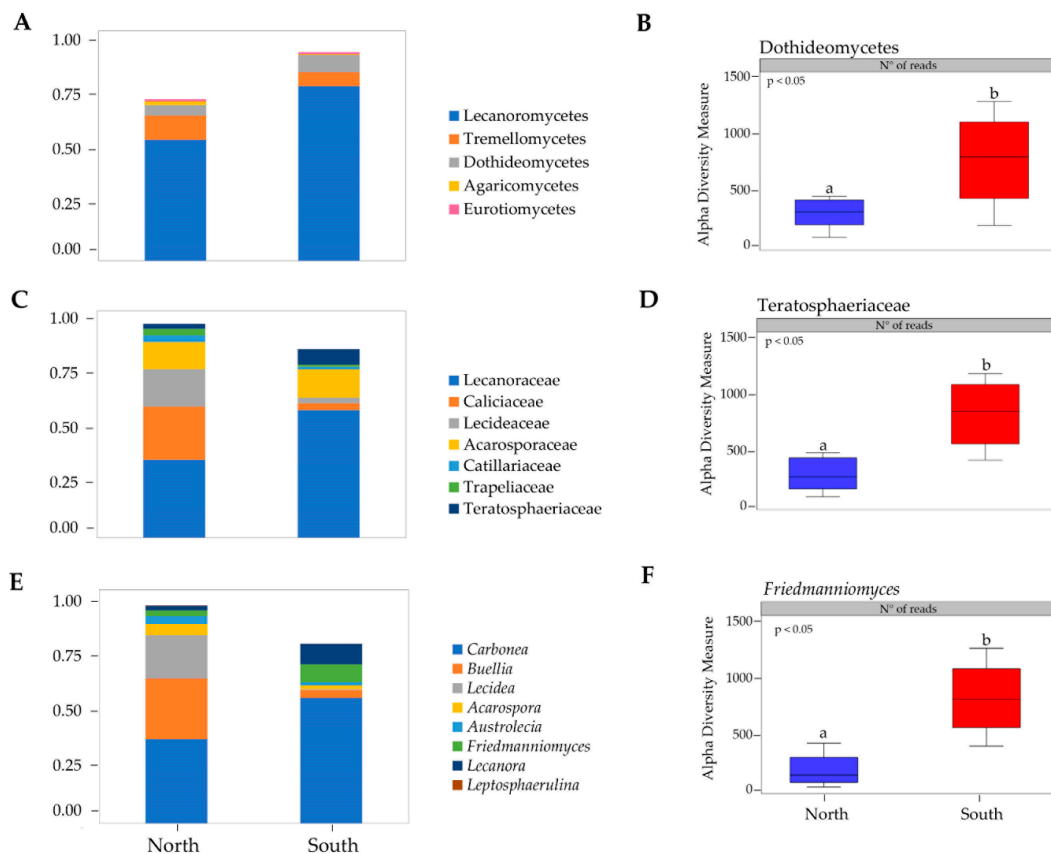 A
1.00
0.75
0.50
0.25
0.00
Lecanoromycetes
Tremellomycetes
Dothideomycetes
Agaricomycetes
Eurotiomycetes
B
Dothideomycetes
N° of reads
p < 0.05
Alpha Diversity Measure
1500
1000
500
0
a
b
C
1.00
0.75
0.50
0.25
0.00
Lecanoraceae
Caliciaceae
Lecideaceae
Acarosporaceae
Catillariaceae
Trapeliaceae
Teratosphaeriaceae
D
Teratosphaeriaceae
N° of reads
p < 0.05
Alpha Diversity Measure
1500
1000
500
0
a
b
E
1.00
0.75
0.50
0.25
0.00
North
South
Carbonea
Buellia
Lecidea
Acarospora
Austrolecia
Friedmanniomyces
Lecanora
Leptosphaerulina
F
Friedmanniomyces
N° of reads
p < 0.05
Alpha Diversity Measure
1500
1000
500
0
a
b
North
South